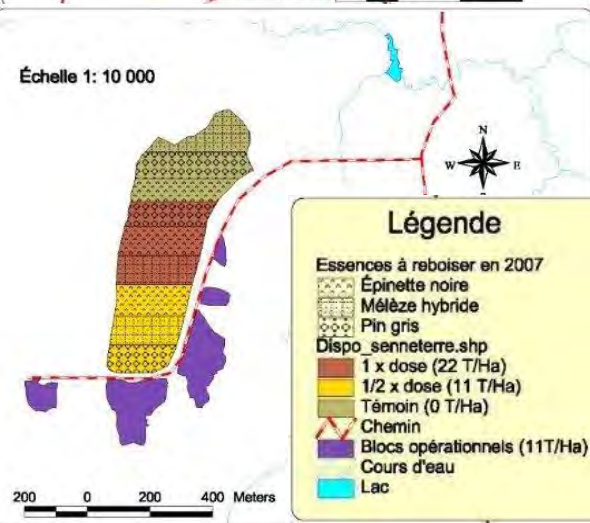 Échelle 1: 10 000
N
W E
Légende
Essences à reboiser en 2007
Épinette noire
Mélèze hybride
Pin gris
Dispo_senneterre.shp
1 x dose (22 T/Ha)
1/2 x dose (11 T/Ha)
Témoin (0 T/Ha)
Chemin
Blocs opérationnels (11T/Ha)
Cours d'eau
Lac
200 0 200 400 Meters